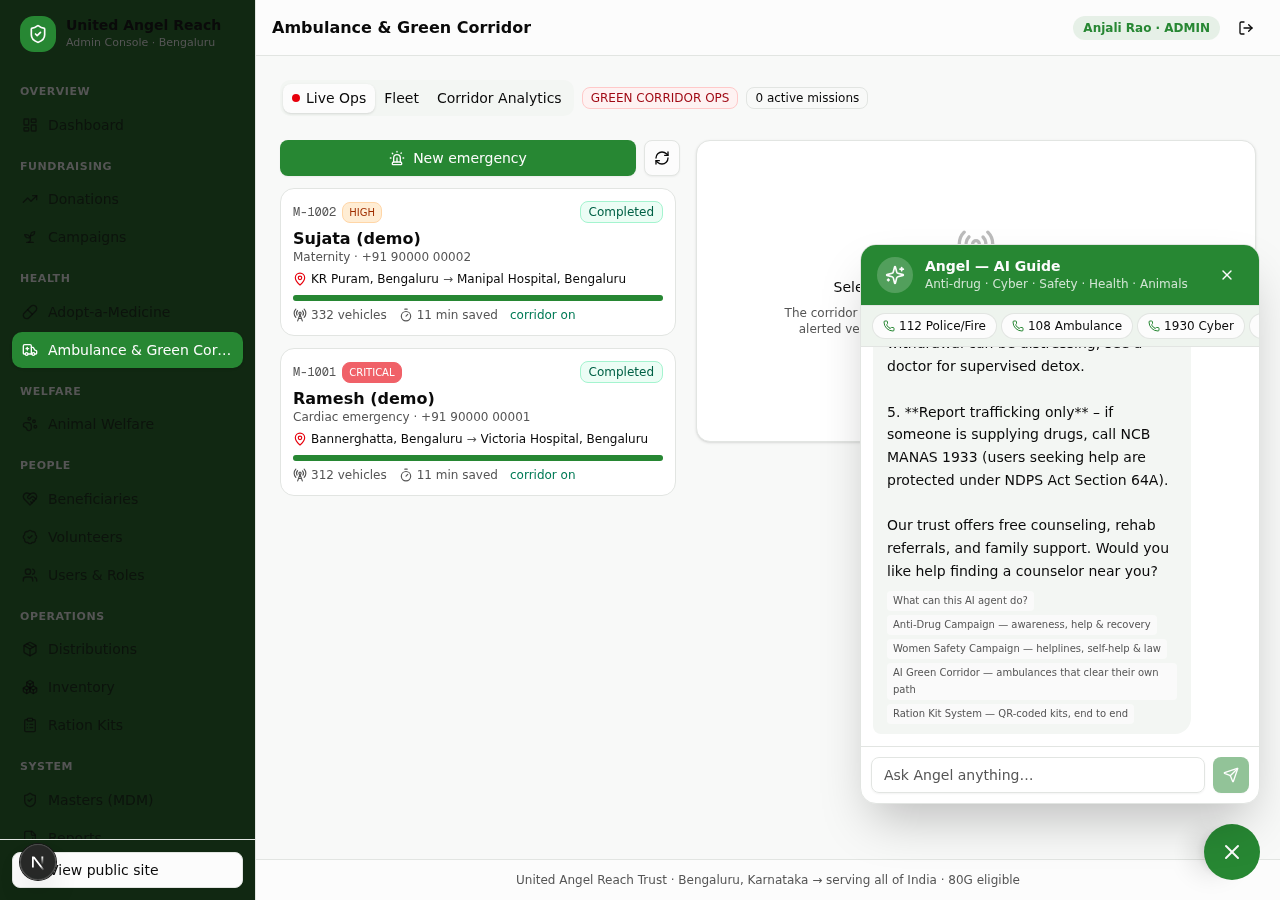 United Angel Reach
Admin Console · Bengaluru
OVERVIEW
Dashboard
FUNDRAISING
Donations
Campaigns
HEALTH
Adopt-a-Medicine
Ambulance & Green Cor...
WELFARE
Animal Welfare
PEOPLE
Beneficiaries
Volunteers
Users & Roles
OPERATIONS
Distributions
Inventory
Ration Kits
SYSTEM
Masters (MDM)
Reports
View public site
N
Ambulance & Green Corridor
Anjali Rao · ADMIN
Live Ops
Fleet
Corridor Analytics
GREEN CORRIDOR OPS
0 active missions
New emergency
M-1002 HIGH
Completed
Sujata (demo)
Maternity · +91 90000 00002
KR Puram, Bengaluru → Manipal Hospital, Bengaluru
332 vehicles 11 min saved corridor on
M-1001 CRITICAL
Completed
Ramesh (demo)
Cardiac emergency · +91 90000 00001
Bannerghatta, Bengaluru → Victoria Hospital, Bengaluru
312 vehicles 11 min saved corridor on
The corridor
Angel — AI Guide
Anti-drug · Cyber · Safety · Health · Animals
112 Police/Fire
108 Ambulance
1930 Cyber
withdrawal can be distressing; see a
doctor for supervised detox.
5. **Report trafficking only** – if
someone is supplying drugs, call NCB
MANAS 1933 (users seeking help are
protected under NDPS Act Section 64A).
Our trust offers free counseling, rehab
referrals, and family support. Would you
like help finding a counselor near you?
What can this AI agent do?
Anti-Drug Campaign — awareness, help & recovery
Women Safety Campaign — helplines, self-help & law
AI Green Corridor — ambulances that clear their own
path
Ration Kit System — QR-coded kits, end to end
Ask Angel anything...
United Angel Reach Trust · Bengaluru, Karnataka → serving all of India · 80G eligible